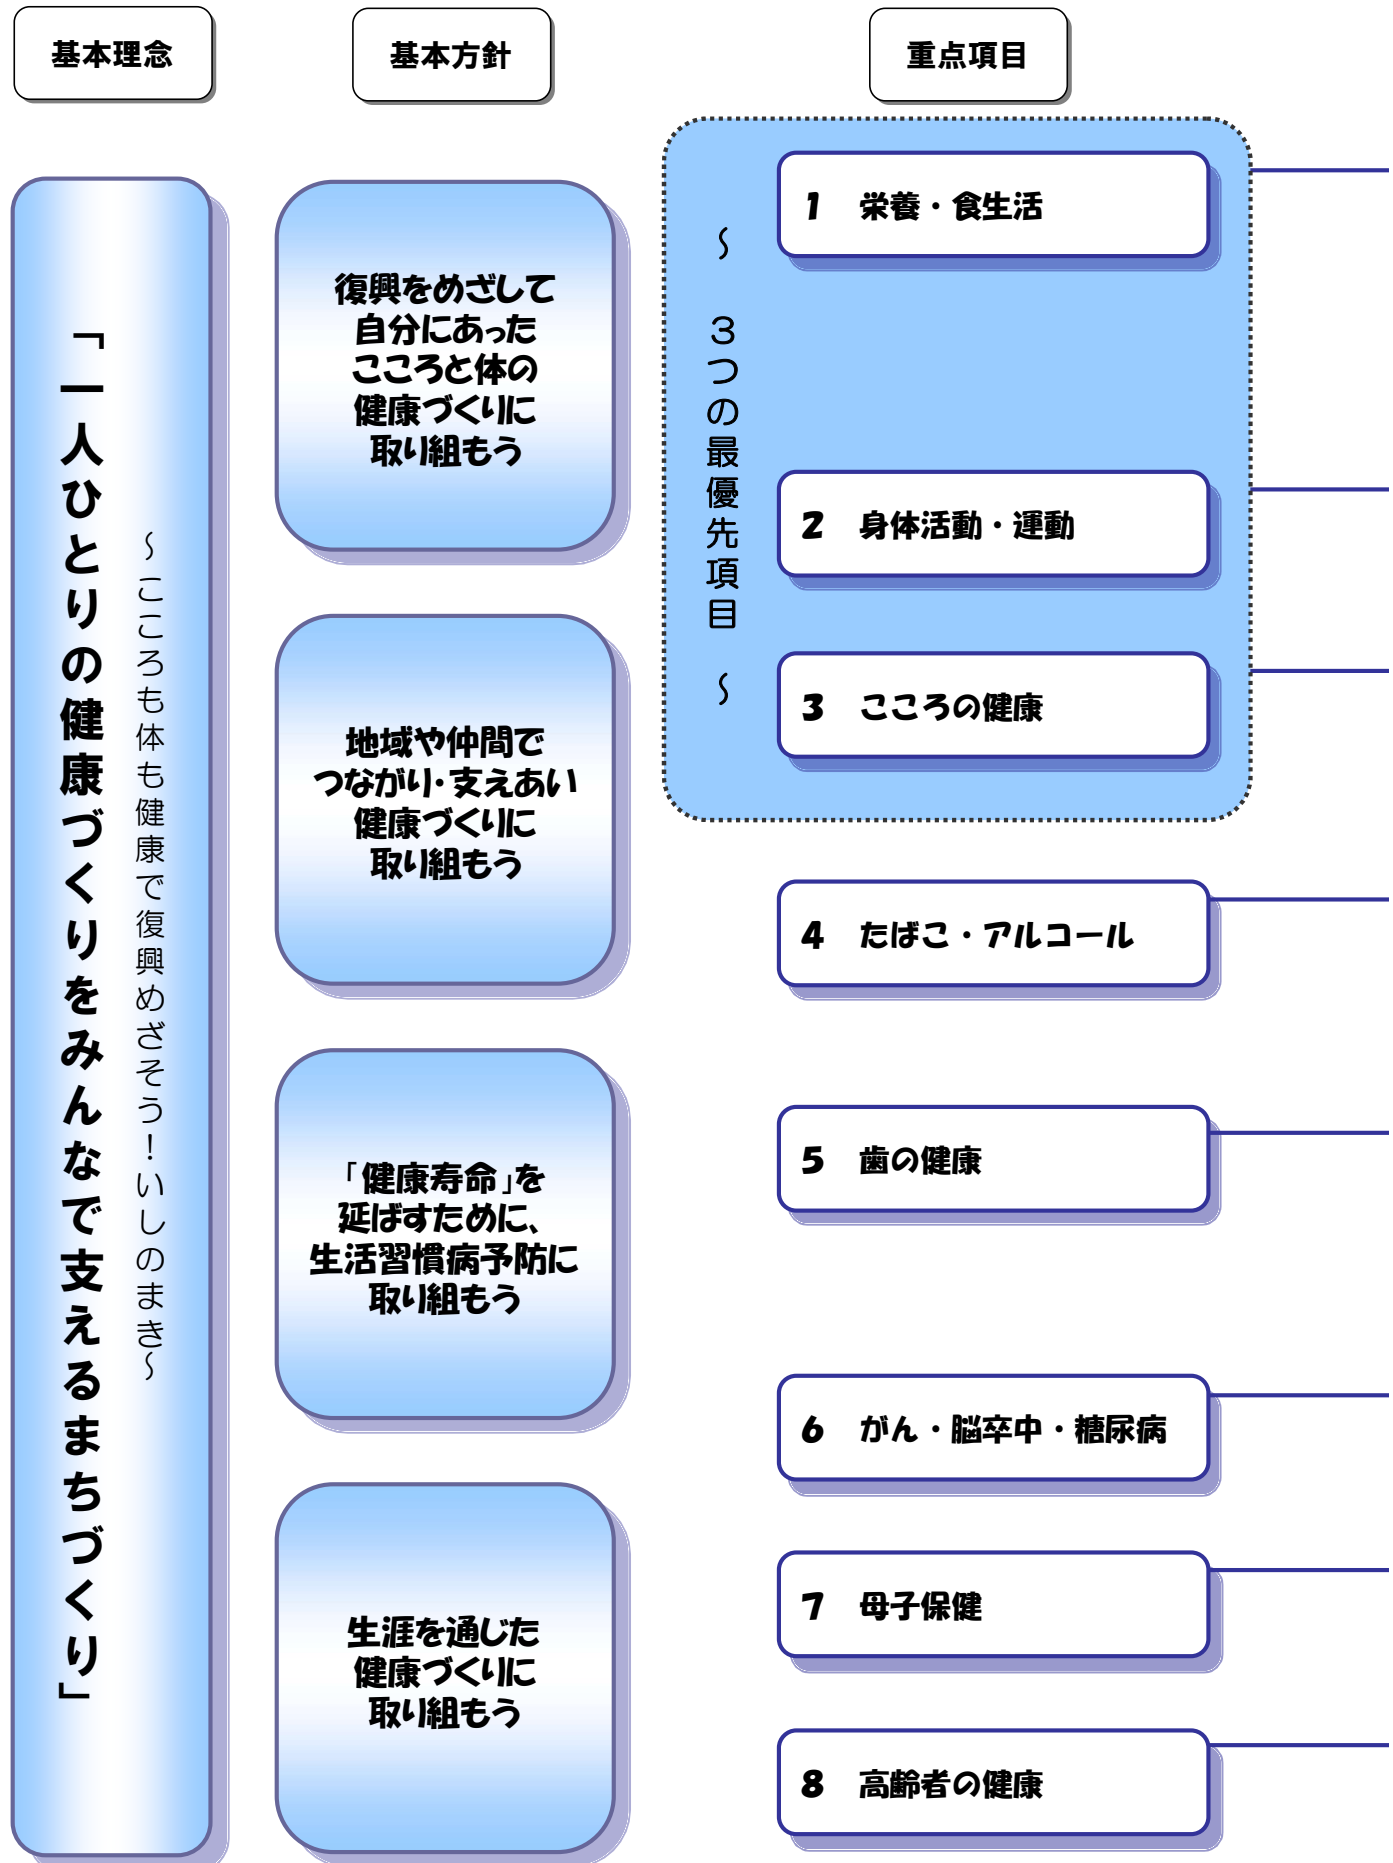 基本理念
基本方針
重点項目
「一人ひとりの健康づくりをみんなで支えるまちづくり」
～こころも体も健康で復興めざそう！いしのまき～
復興をめざして
自分にあった
こころと体の
健康づくりに
取り組もう
地域や仲間で
つながり・支えあい
健康づくりに
取り組もう
「健康寿命」を
延ばすために、
生活習慣病予防に
取り組もう
生涯を通じた
健康づくりに
取り組もう
～　３つの最優先項目　～
1　栄養・食生活
2　身体活動・運動
3　こころの健康
4　たばこ・アルコール
5　歯の健康
6　がん・脳卒中・糖尿病
7　母子保健
8　高齢者の健康